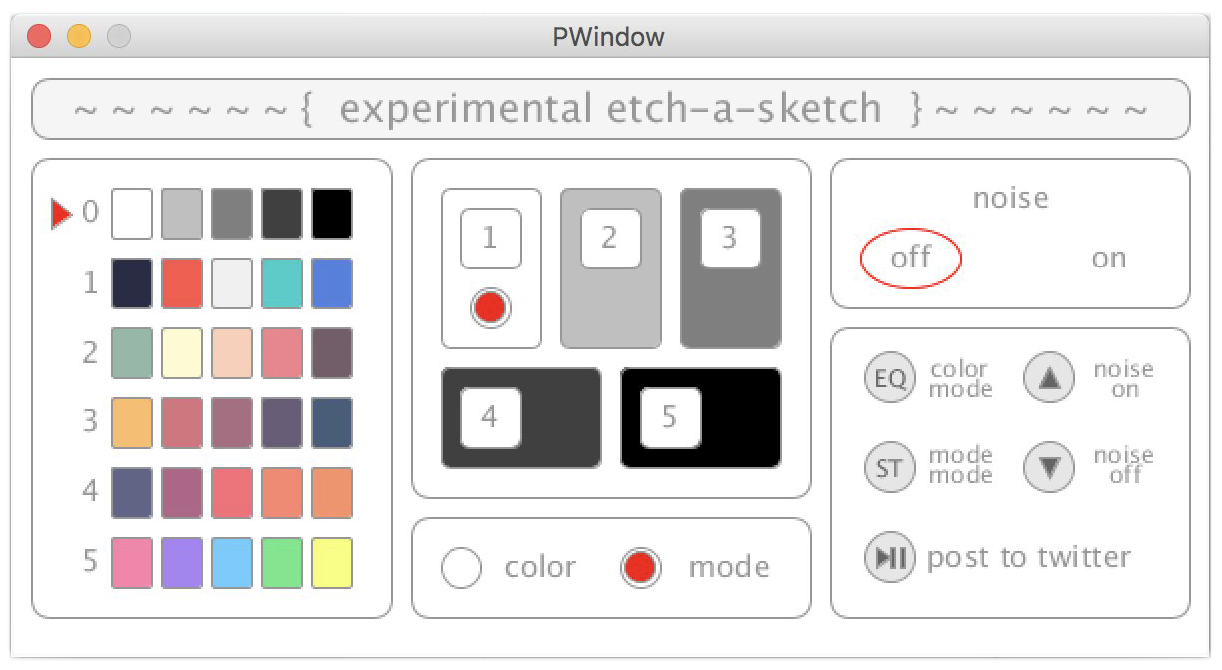 PWindow
~ ~ ~ ~ ~ ~ { experimental etch-a-sketch } ~ ~ ~ ~ ~ ~
0
1
2
3
4
5
1
2
3
4
5
color
mode
noise
off
on
EQ
color
mode
noise
on
ST
mode
mode
noise
off
post to twitter